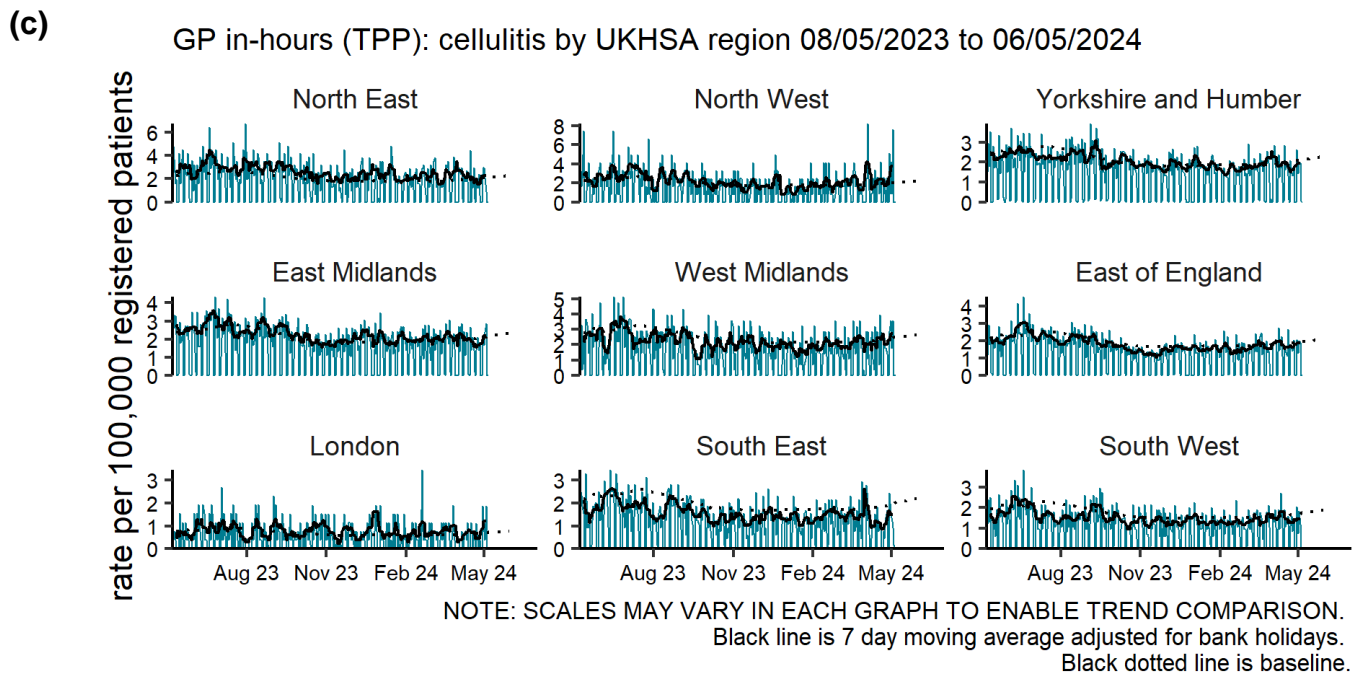 (c)
GP in-hours (TPP): cellulitis by UKHSA region 08/05/2023 to 06/05/2024
rate per 100,000 registered patients
North East
6
4
2
0
North West
8
6
4
2
0
Yorkshire and Humber
3
2
1
0
East Midlands
4
3
2
1
0
West Midlands
5
4
3
2
1
0
East of England
4
3
2
1
0
London
3
2
1
0
Aug 23 Nov 23 Feb 24 May 24
South East
3
2
1
0
Aug 23 Nov 23 Feb 24 May 24
South West
3
2
1
0
Aug 23 Nov 23 Feb 24 May 24
NOTE: SCALES MAY VARY IN EACH GRAPH TO ENABLE TREND COMPARISON.
Black line is 7 day moving average adjusted for bank holidays.
Black dotted line is baseline.